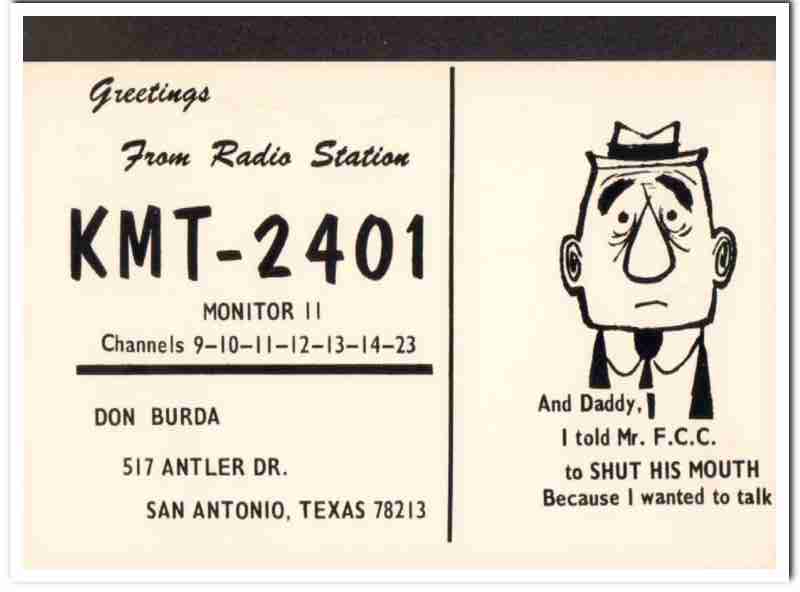 Greetings
From Radio Station
KMT-2401
MONITOR 11
Channels 9-10-11-12-13-14-23
DON BURDA
517 ANTLER DR.
SAN ANTONIO, TEXAS 78213
And Daddy,
I told Mr. F.C.C.
to SHUT HIS MOUTH
Because I wanted to talk